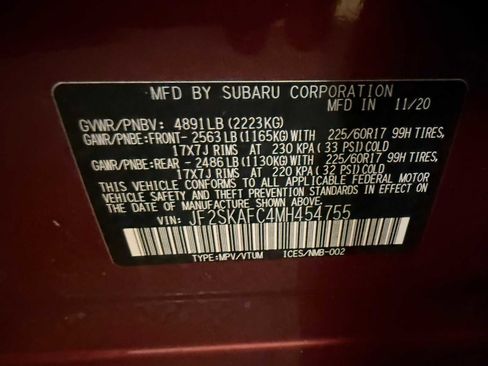 MFD BY SUBARU CORPORATION
MFD IN 11/20
GVWR/PNBV: 4891LB (2223KG)
GAWR/PNBE:FRONT- 2563 LB (1165KG) WITH 225/60R17 99H TIRES,
17X7J RIMS AT 230 KPA (33 PSI) COLD
GAWR/PNBE:REAR - 2486 LB (1130KG) WITH 225/60R17 99H TIRES,
17X7J RIMS AT 220 KPA (32 PSI) COLD
THIS VEHICLE CONFORMS TO ALL APPLICABLE FEDERAL MOTOR
VEHICLE SAFETY AND THEFT PREVENTION STANDARDS IN EFFECT
ON THE DATE OF MANUFACTURE SHOWN ABOVE.
VIN: JF2SKAFC4MH454755
TYPE:MPV/VTUM ICES/NMB-002